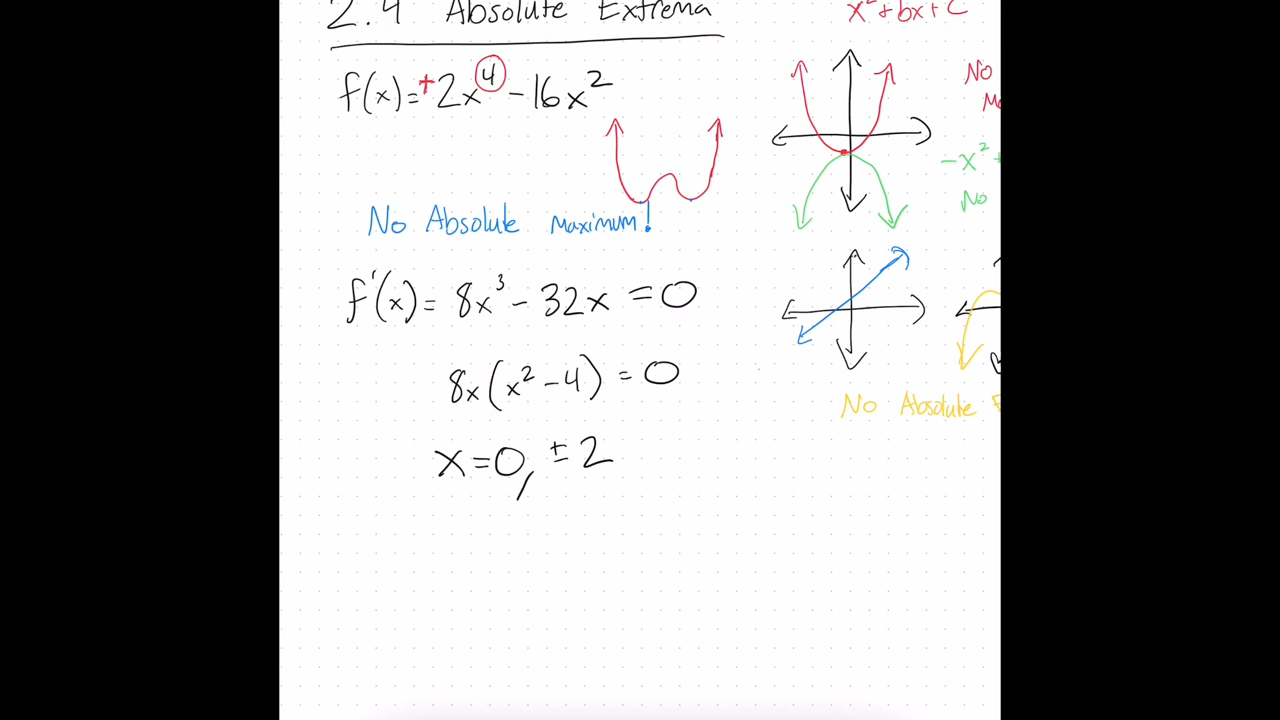 2.4 Absolute Extrema
f(x)=+2x⁴-16x²
No Absolute maximum!
f'(x)=8x³-32x=0
8x(x²-4)=0
x=0,±2
x²+bx+c
No
-x²+
No
No Absolute